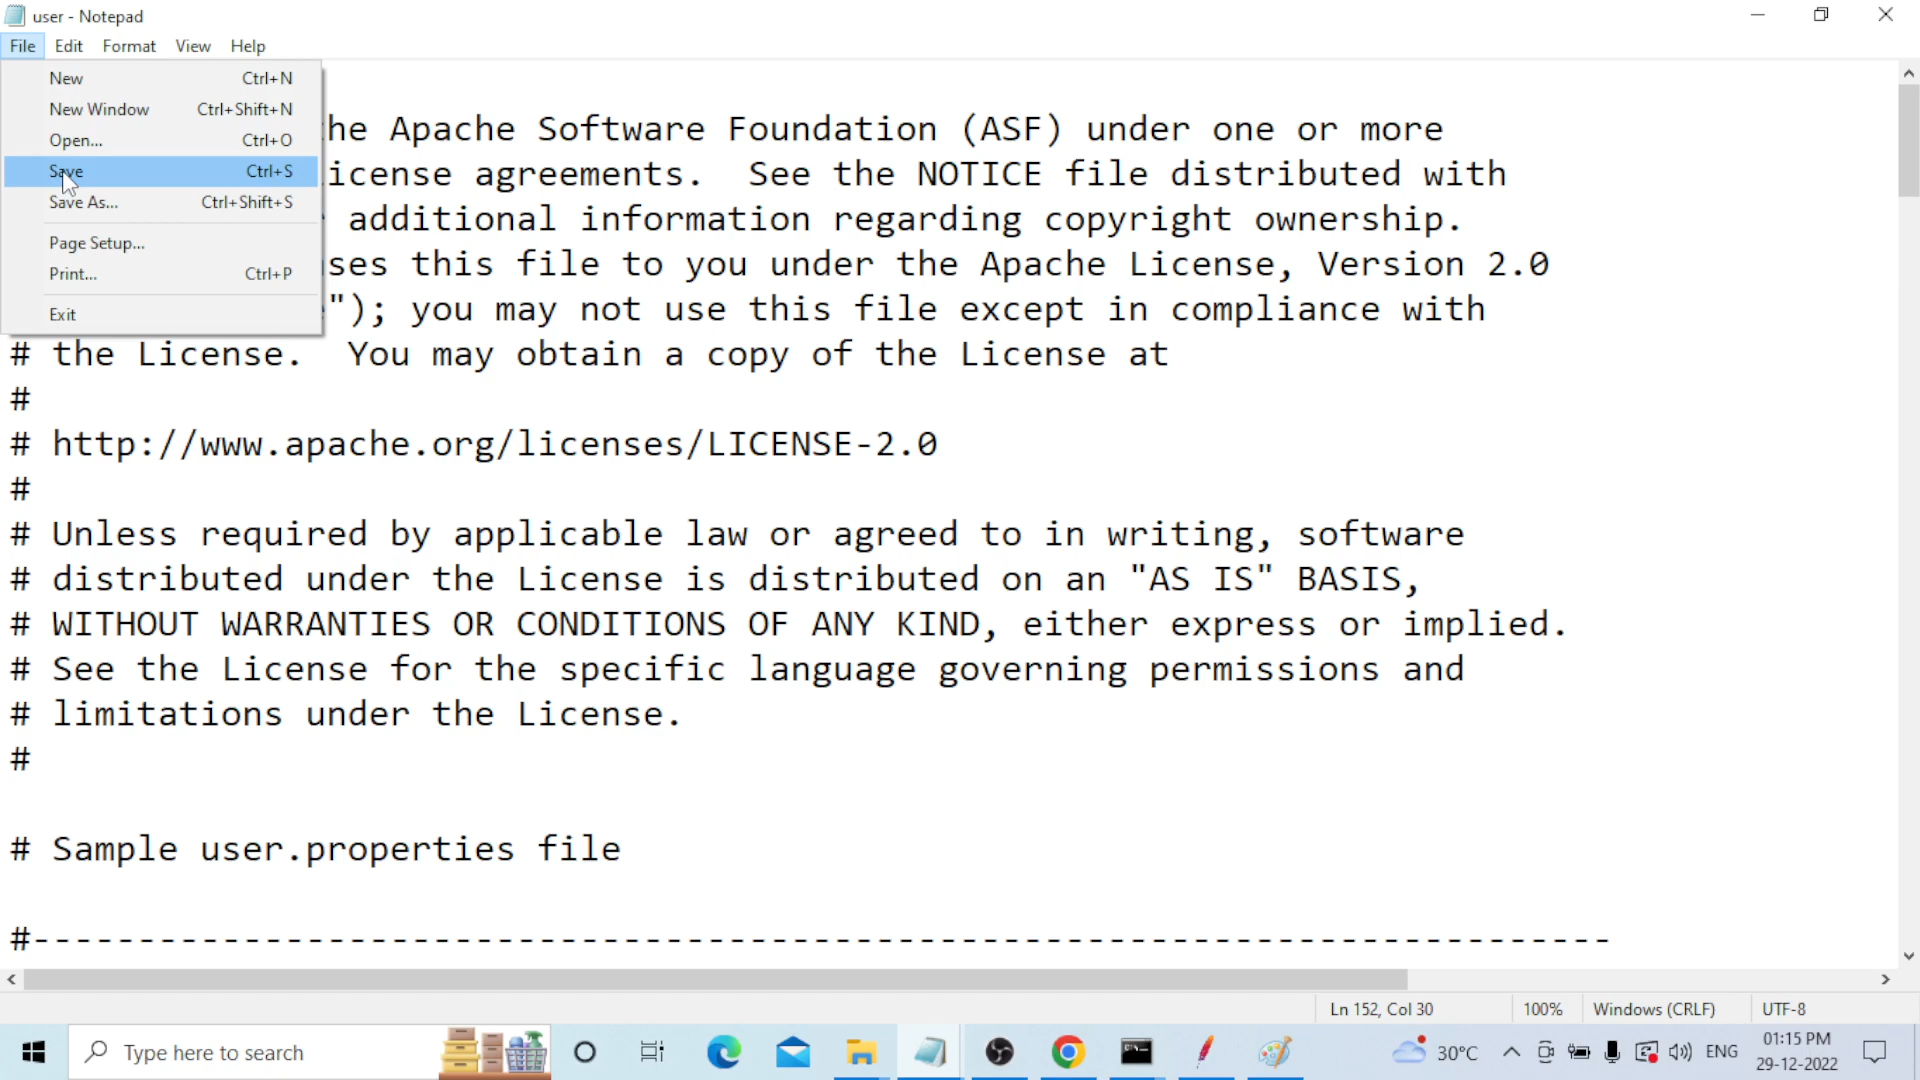 user - Notepad
File Edit Format View Help
New Ctrl+N
New Window Ctrl+Shift+N
Open... Ctrl+O
Save Ctrl+S
Save As... Ctrl+Shift+S
Page Setup...
Print... Ctrl+P
Exit
he Apache Software Foundation (ASF) under one or more
icense agreements.  See the NOTICE file distributed with
additional information regarding copyright ownership.
ses this file to you under the Apache License, Version 2.0
"); you may not use this file except in compliance with
# the License.  You may obtain a copy of the License at
#
# http://www.apache.org/licenses/LICENSE-2.0
#
# Unless required by applicable law or agreed to in writing, software
# distributed under the License is distributed on an "AS IS" BASIS,
# WITHOUT WARRANTIES OR CONDITIONS OF ANY KIND, either express or implied.
# See the License for the specific language governing permissions and
# limitations under the License.
#
# Sample user.properties file
#---------------------------------------------------------------------------
Ln 152, Col 30 100% Windows (CRLF) UTF-8
Type here to search
30°C ENG
01:15 PM
29-12-2022